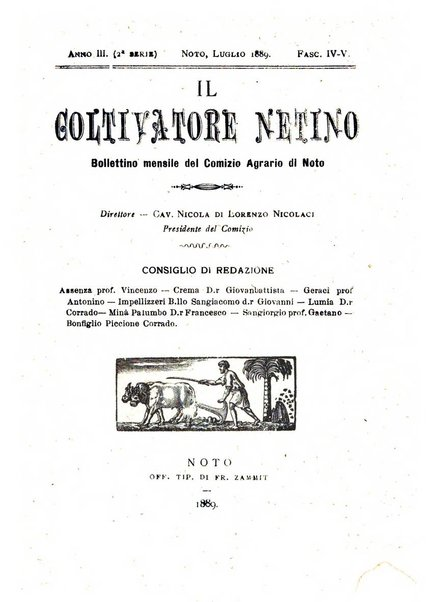 Anno III. (2ª serie) Noto, Luglio 1889. Fasc. IV-V.
IL
COLTIVATORE NETINO
Bollettino mensile del Comizio Agrario di Noto
Direttore — Cav. Nicola di Lorenzo Nicolaci
Presidente del Comizio
CONSIGLIO DI REDAZIONE
Assenza prof. Vincenzo — Crema D.r Giovanbattista — Geraci prof
Antonino — Impellizzeri B.llo Sangiacomo d.r Giovanni — Lumia D.r
Corrado— Minà Palumbo D.r Francesco — Sangiorgio prof. Gaetano —
Bonfiglio Piccione Corrado.
NOTO
OFF. TIP. DI FR. ZAMMIT
1889.